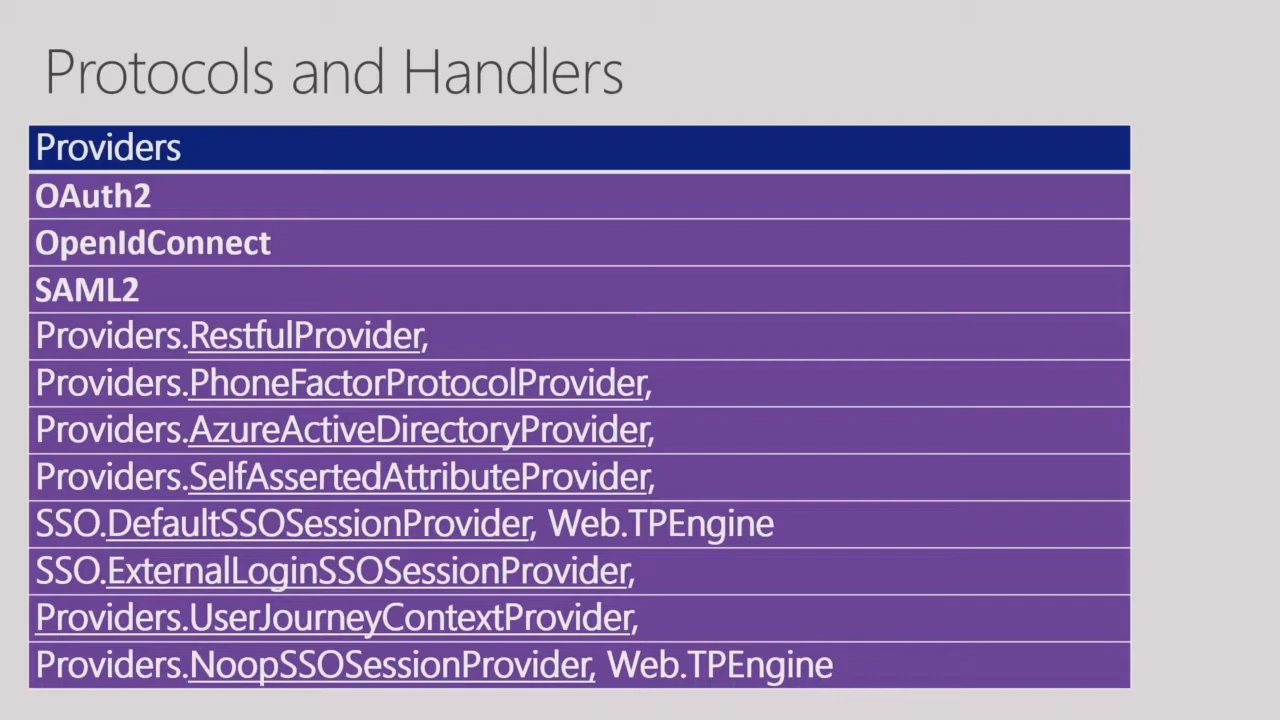 Protocols and Handlers
Providers
OAuth2
OpenIdConnect
SAML2
Providers.RestfulProvider,
Providers.PhoneFactorProtocolProvider,
Providers.AzureActiveDirectoryProvider,
Providers.SelfAssertedAttributeProvider,
SSO.DefaultSSOSessionProvider, Web.TPEngine
SSO.ExternalLoginSSOSessionProvider,
Providers.UserJourneyContextProvider,
Providers.NoopSSOSessionProvider, Web.TPEngine